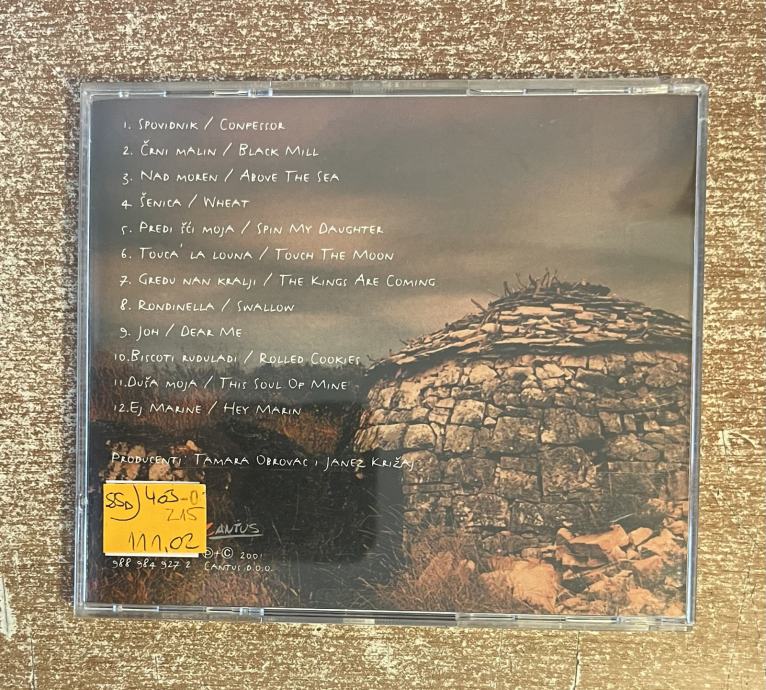 1. Spovidnik / Confessor
2. Črni malin / Black Mill
3. Nad moren / Above The Sea
4. Šenica / Wheat
5. Predi šći moja / Spin My Daughter
6. Touca' la louna / Touch The Moon
7. Gredu nan kralji / The Kings Are Coming
8. Rondinella / Swallow
9. Joh / Dear Me
10. Biscoti ruduladi / Rolled Cookies
11. Duša moja / This Soul Of Mine
12. Ej Marine / Hey Marin
Producenti: Tamara Obrovac i Janez Križaj
SSD) 403-0
215
111,02
Cantus
℗+© 2001
988 984 927 2 Cantus d.o.o.